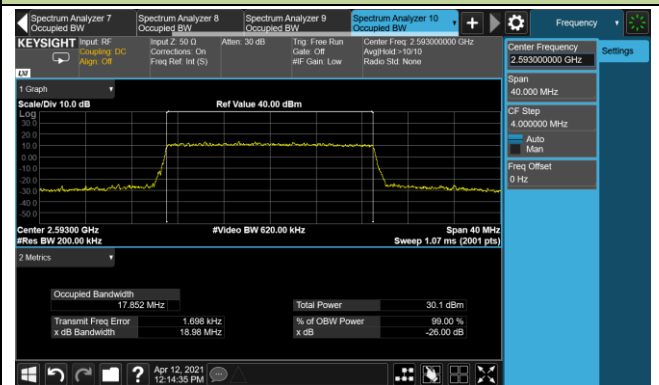 Spectrum Analyzer 7
Occupied BW
Spectrum Analyzer 8
Occupied BW
Spectrum Analyzer 9
Occupied BW
Spectrum Analyzer 10
Occupied BW
Frequency
KEYSIGHT
Input: RF
Coupling: DC
Align: Off
Input Z: 50 Ω
Corrections: On
Freq Ref: Int (S)
Atten: 30 dB
Trig: Free Run
Gate: Off
#IF Gain: Low
Center Freq: 2.593000000 GHz
Avg|Hold:>10/10
Radio Std: None
LXI
Center Frequency
2.593000000 GHz
Settings
Span
40.000 MHz
CF Step
4.000000 MHz
Auto
Man
Freq Offset
0 Hz
1 Graph
Scale/Div 10.0 dB
Ref Value 40.00 dBm
Log
30.0
20.0
10.0
0.00
-10.0
-20.0
-30.0
-40.0
-50.0
Center 2.59300 GHz
#Video BW 620.00 kHz
Span 40 MHz
#Res BW 200.00 kHz
Sweep 1.07 ms (2001 pts)
2 Metrics
Occupied Bandwidth
17.852 MHz
Total Power
30.1 dBm
Transmit Freq Error
1.698 kHz
% of OBW Power
99.00 %
x dB Bandwidth
18.98 MHz
x dB
-26.00 dB
Apr 12, 2021
12:14:35 PM